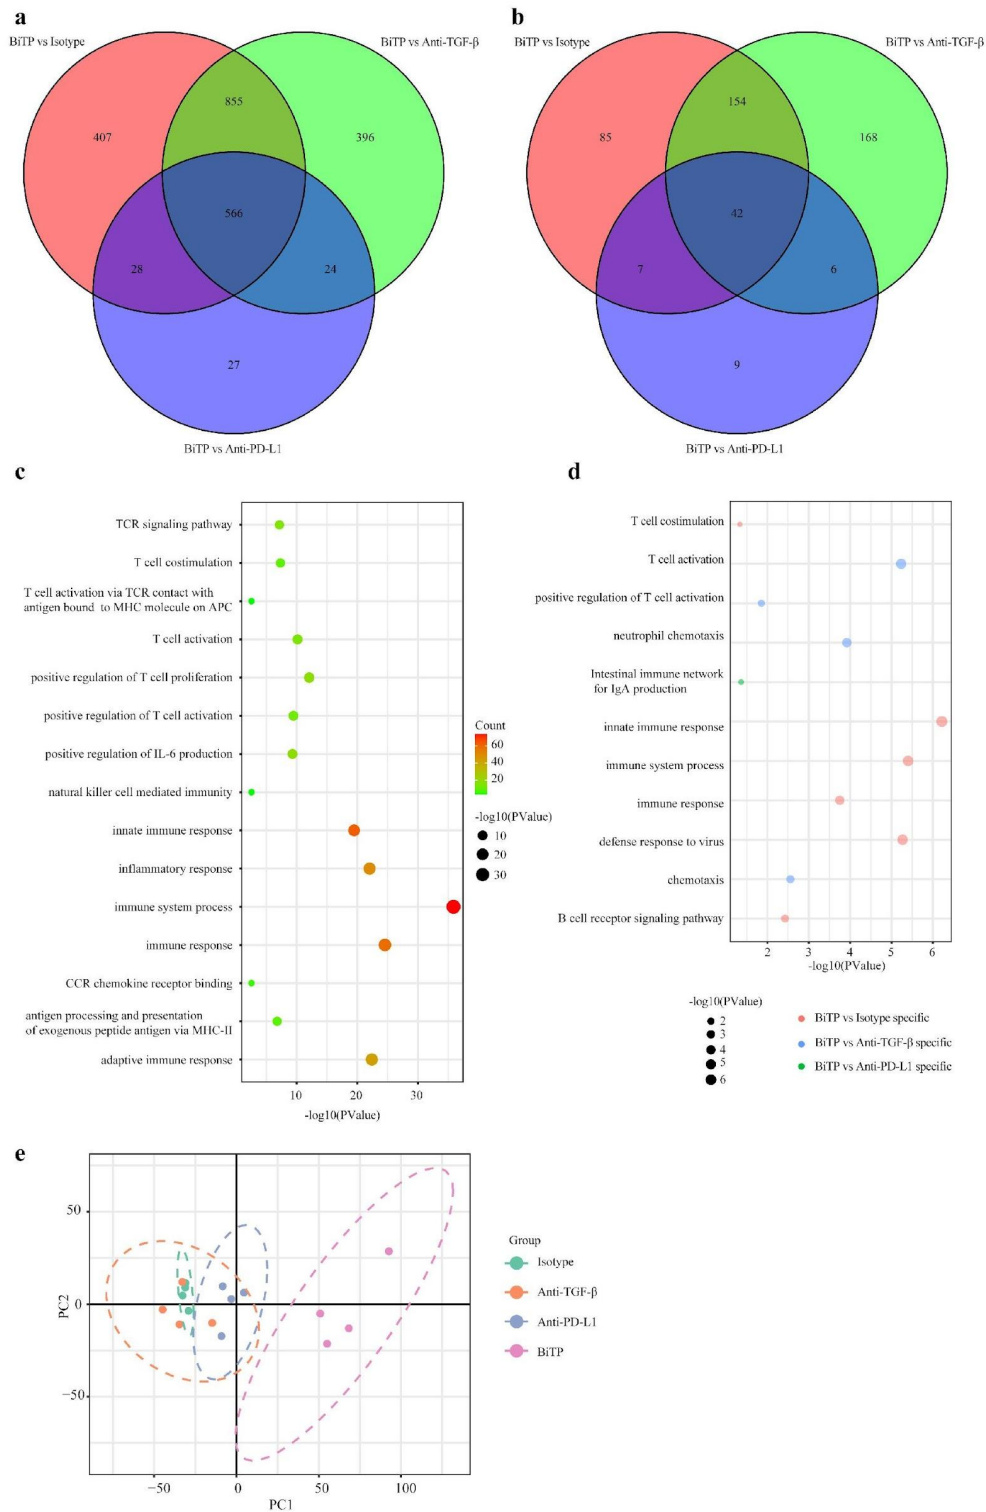 a
BiTP vs Isotype
BiTP vs Anti-TGF-β
855
407
396
566
28
24
27
BiTP vs Anti-PD-L1
b
BiTP vs Isotype
BiTP vs Anti-TGF-β
154
85
168
42
7
6
9
BiTP vs Anti-PD-L1
c
TCR signaling pathway
T cell costimulation
T cell activation via TCR contact with
antigen bound to MHC molecule on APC
T cell activation
positive regulation of T cell proliferation
positive regulation of T cell activation
positive regulation of IL-6 production
natural killer cell mediated immunity
innate immune response
inflammatory response
immune system process
immune response
CCR chemokine receptor binding
antigen processing and presentation
of exogenous peptide antigen via MHC-II
adaptive immune response
10
20
30
-log10(PValue)
Count
60
40
20
-log10(PValue)
10
20
30
d
T cell costimulation
T cell activation
positive regulation of T cell activation
neutrophil chemotaxis
Intestinal immune network
for IgA production
innate immune response
immune system process
immune response
defense response to virus
chemotaxis
B cell receptor signaling pathway
2
3
4
5
6
-log10(PValue)
-log10(PValue)
2
3
4
5
6
BiTP vs Isotype specific
BiTP vs Anti-TGF-β specific
BiTP vs Anti-PD-L1 specific
e
50
0
−50
PC2
−50
0
50
100
PC1
Group
Isotype
Anti-TGF-β
Anti-PD-L1
BiTP